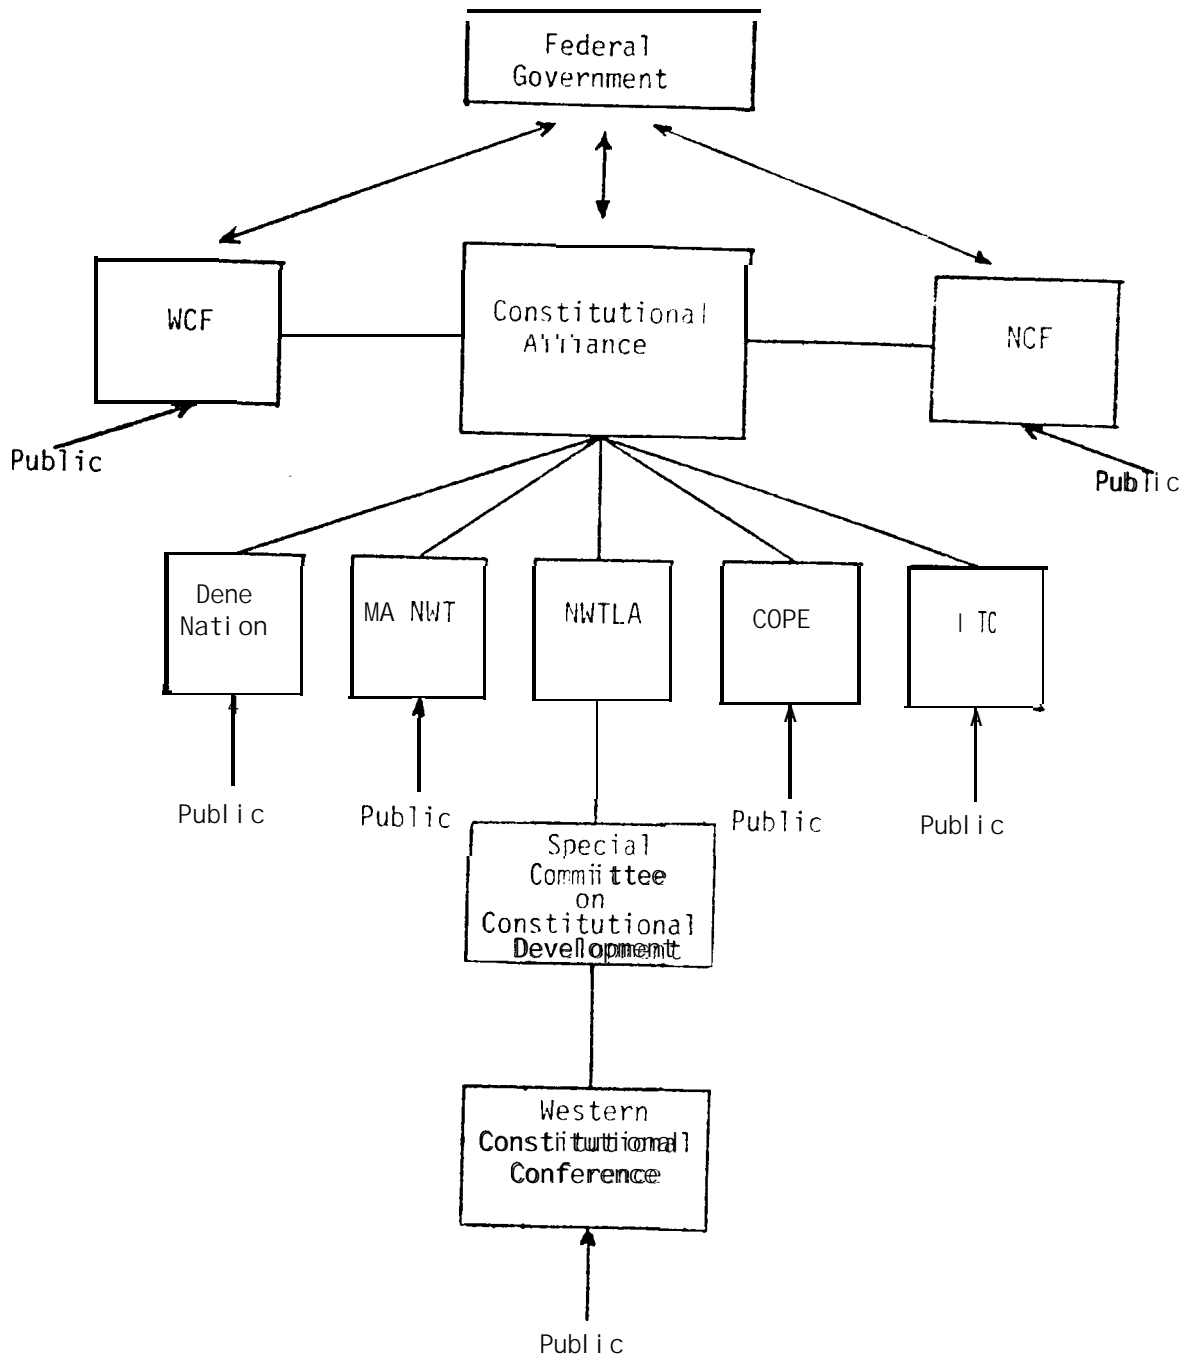 Federal
Government
WCF
Constitutional
Alliance
NCF
Public
Public
Dene
Nation
MA NWT
NWTLA
COPE
I TC
Public
Public
Public
Public
Special
Committee
on
Constitutional
Development
Western
Constitutional
Conference
Public